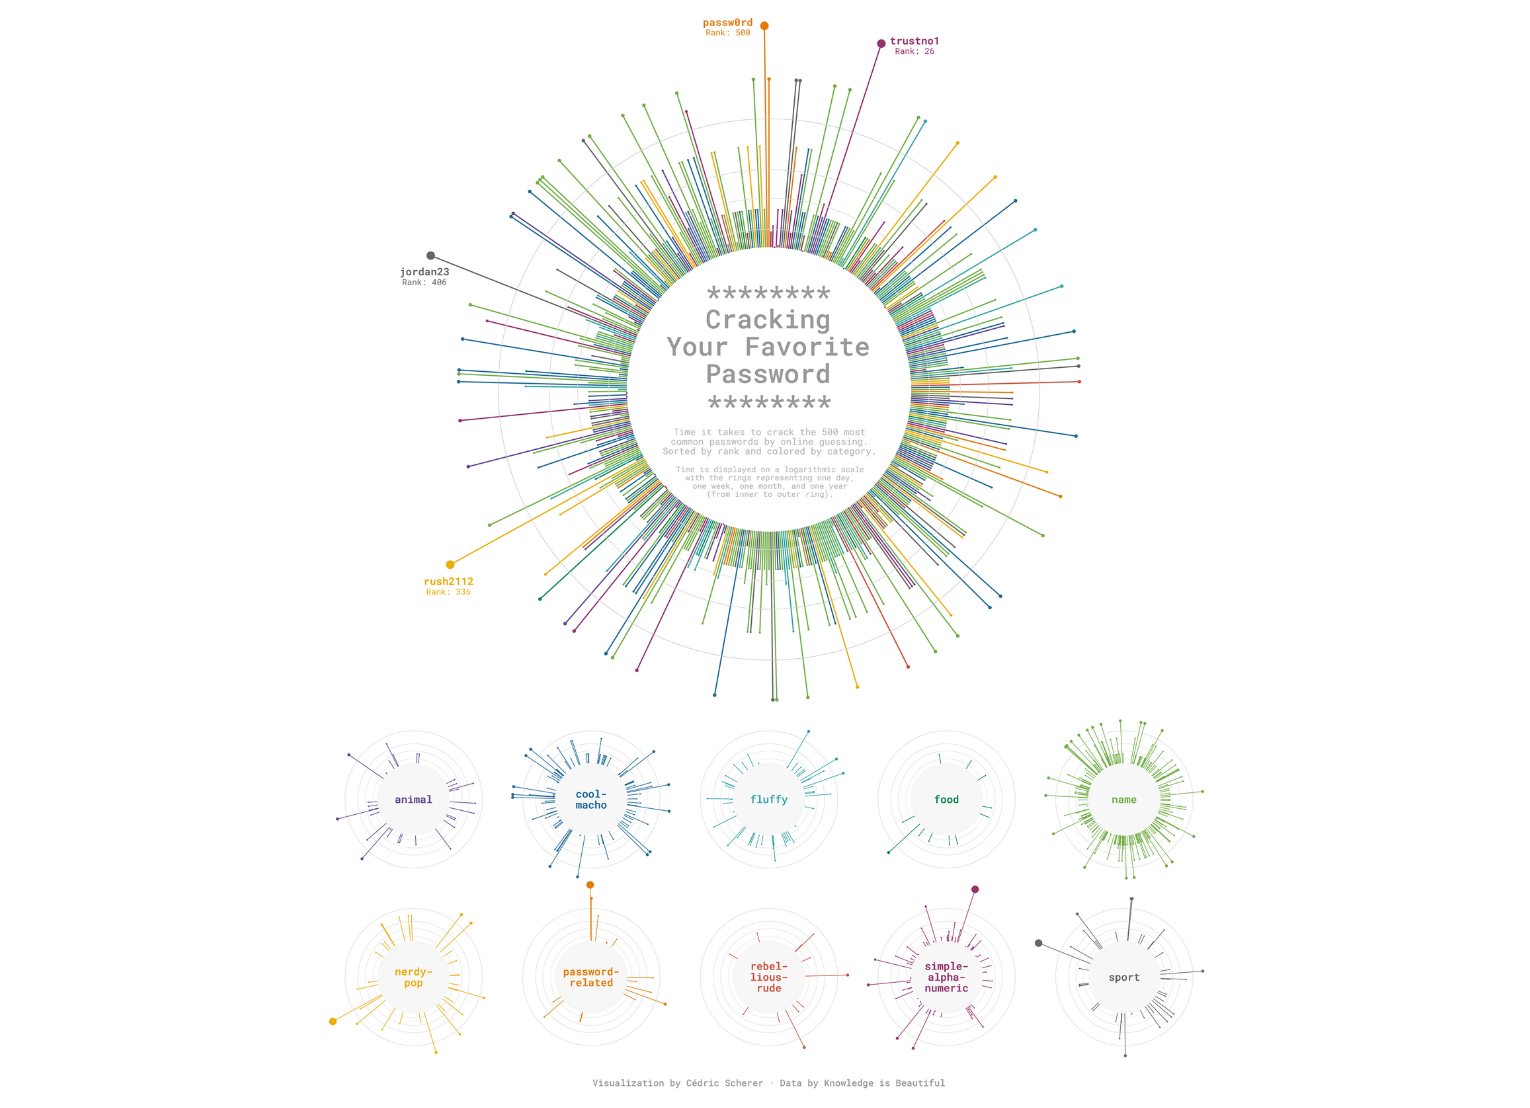 passw0rd
Rank: 500
trustno1
Rank: 26
jordan23
Rank: 406
********
Cracking
Your Favorite
Password
********
Time it takes to crack the 500 most
common passwords by online guessing.
Sorted by rank and colored by category.
Time is displayed on a logarithmic scale
with the rings representing one day,
one week, one month, and one year
(from inner to outer ring).
rush2112
Rank: 336
animal
cool-
macho
fluffy
food
name
nerdy-
pop
password-
related
rebel-
lious-
rude
simple-
alpha-
numeric
sport
Visualization by Cédric Scherer · Data by Knowledge is Beautiful